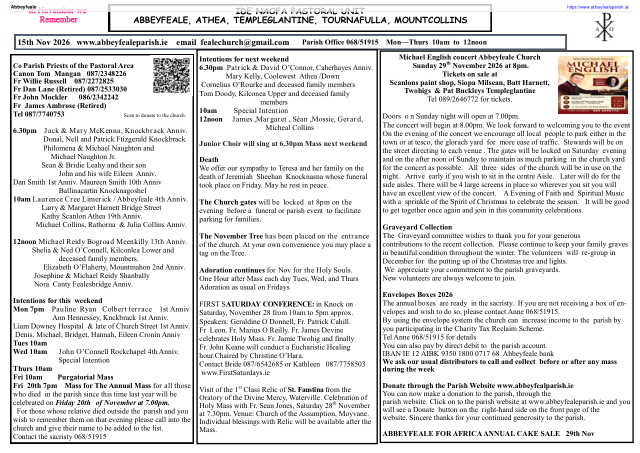 Abbeyfeale
https://www.abbeyfealeparish.ie
In November we
Remember
IDE NAOFA PASTORAL UNIT
ABBEYFEALE, ATHEA, TEMPLEGLANTINE, TOURNAFULLA, MOUNTCOLLINS
15th Nov 2026 www.abbeyfealeparish.ie email fealechurch@gmail.com Parish Office 068/51915 Mon—Thurs 10am to 12noon
Co Parish Priests of the Pastoral Area
Canon Tom Mangan 087/2348226
Fr Willie Russell 087/2272825
Fr Dan Lane (Retired) 087/2533030
Fr John Mockler 086/2342242
Fr James Ambrose (Retired)
Tel 087/7740753
Scan to donate to the church
6.30pm Jack & Mary McKenna, Knockbrack Anniv.
Donal, Nell and Patrick Fitzgerald Knockbrack
Philomena & Michael Naughton and
Michael Naughton Jr.
Sean & Bridie Leahy and their son
John and his wife Eileen Anniv.
Dan Smith 1st Anniv. Maureen Smith 10th Anniv
Ballinacartin Knocknagoshel
10am Laurence Cree Limerick / Abbeyfeale 4th Anniv.
Larry & Margaret Harnett Bridge Street
Kathy Scanlon Athea 19th Anniv.
Michael Collins, Rathorna & Julia Collins Anniv.
12noon Michael Reidy Bogroad Meenkilly 13th Anniv.
Shelia & Ned O Connell, Kilconlea Lower and
deceased family members.
Elizabeth O'Flaherty, Mountmahon 2nd Anniv.
Josephine & Michael Reidy Shanbally
Nora Canty Fealesbridge Anniv.
Intentions for this weekend
Mon 7pm Pauline Ryan Colbert terrace 1st Anniv
Ann Hennessey, Knockbrack 1st Anniv.
Liam Downey Hospital & late of Church Street 1st Anniv.
Denis, Michael, Bridget, Hannah, Eileen Cronin Anniv
Tues 10am
Wed 10am John O'Connell Rockchapel 4th Anniv.
Special Intention
Thurs 10am
Fri 10am Purgatorial Mass
Fri 20th 7pm Mass for The Annual Mass for all those
who died in the parish since this time last year will be
celebrated on Friday 20th of November at 7.00pm.
For those whose relative died outside the parish and you
wish to remember them on that evening please call into the
church and give their name to be added to the list.
Contact the sacristy 068/51915
Intentions for next weekend
6.30pm Patrick & David O'Connor, Caherhayes Anniv.
Mary Kelly, Coolewest Athea /Down
Cornelius O'Rourke and deceased family members
Tom Doody, Kilconlea Upper and deceased family
members
10am Special Intention
12noon James ,Margaret , Séan ,Mossie, Gerard,
Micheal Collins
Junior Choir will sing at 6.30pm Mass next weekend
Death
We offer our sympathy to Teresa and her family on the
death of Jeremiah Sheehan Knocknasna whose funeral
took place on Friday. May he rest in peace.
The Church gates will be locked at 8pm on the
evening before a funeral or parish event to facilitate
parking for families.
The November Tree has been placed on the entrance
of the church. At your own convenience you may place a
tag on the Tree.
Adoration continues for Nov for the Holy Souls.
One Hour after Mass each day Tues, Wed, and Thurs
Adoration as usual on Fridays
FIRST SATURDAY CONFERENCE: in Knock on
Saturday, November 28 from 10am to 5pm approx.
Speakers: Geraldine O Donnell, Fr. Patrick Cahill.
Fr. Leon. Fr. Marius O Reilly. Fr. James Devine
celebrates Holy Mass. Fr. Jamie Twohig and finally
Fr. John Keane will conduct a Eucharistic Healing
hour.Chaired by Christine O'Hara.
Contact Bride 087/6542685 or Kathleen 087/7758503
www.FirstSaturdays.ie
Visit of the 1st Class Relic of St. Faustina from the
Oratory of the Divine Mercy, Waterville. Celebration of
Holy Mass with Fr. Sean Jones, Saturday 28th November
at 7.30pm. Venue: Church of the Assumption, Moyvane.
Individual blessings with Relic will be available after the
Mass.
Michael English concert Abbeyfeale Church
Sunday 29th November 2026 at 8pm.
Tickets on sale at
Scanlons paint shop, Siopa Milsean, Batt Harnett,
Twohigs & Pat Buckleys Templeglantine
Tel 089/2646772 for tickets.
MICHAEL
ENGLISH
Doors o n Sunday night will open at 7.00pm.
The concert will begin at 8.00pm. We look forward to welcoming you to the event
On the evening of the concert we encourage all local people to park either in the
town or at tesco, the glorach yard for more ease of traffic. Stewards will be on
the street directing to each venue . The gates will be locked on Saturday evening
and on the after noon of Sunday to maintain as much parking in the church yard
for the concert as possible. All three sides of the church will be in use on the
night. Arrive early if you wish to sit in the centre Aisle. Later will do for the
side aisles. There will be 4 large screens in place so wherever you sit you will
have an excellent view of the concert. A Evening of Faith and Spiritual Music
with a sprinkle of the Spirit of Christmas to celebrate the season. It will be good
to get together once again and join in this community celebrations.
Graveyard Collection
The Graveyard committee wishes to thank you for your generous
contributions to the recent collection. Please continue to keep your family graves
in beautiful condition throughout the winter. The volunteers will re-group in
December for the putting up of the Christmas tree and lights.
We appreciate your commitment to the parish graveyards.
New volunteers are always welcome to join.
Envelopes Boxes 2026
The annual boxes are ready in the sacristy. If you are not receiving a box of en-
velopes and wish to do so, please contact Anne 068/51915.
By using the envelope system the church can increase income to the parish by
you participating in the Charity Tax Reclaim Scheme.
Tel Anne 068/51915 for details
You can also pay by direct debit to the parish account.
IBAN IE 12 AIBK 9350 1800 0717 68 Abbeyfeale bank
We ask our usual distributors to call and collect before or after any mass
during the week
Donate through the Parish Website www.abbeyfealeparish.ie
You can now make a donation to the parish, through the
parish website. Click on to the parish website at www.abbeyfealeparish.ie and you
will see a Donate button on the right-hand side on the front page of the
website. Sincere thanks for your continued generosity to the parish.
ABBEYFEALE FOR AFRICA ANNUAL CAKE SALE 29th Nov